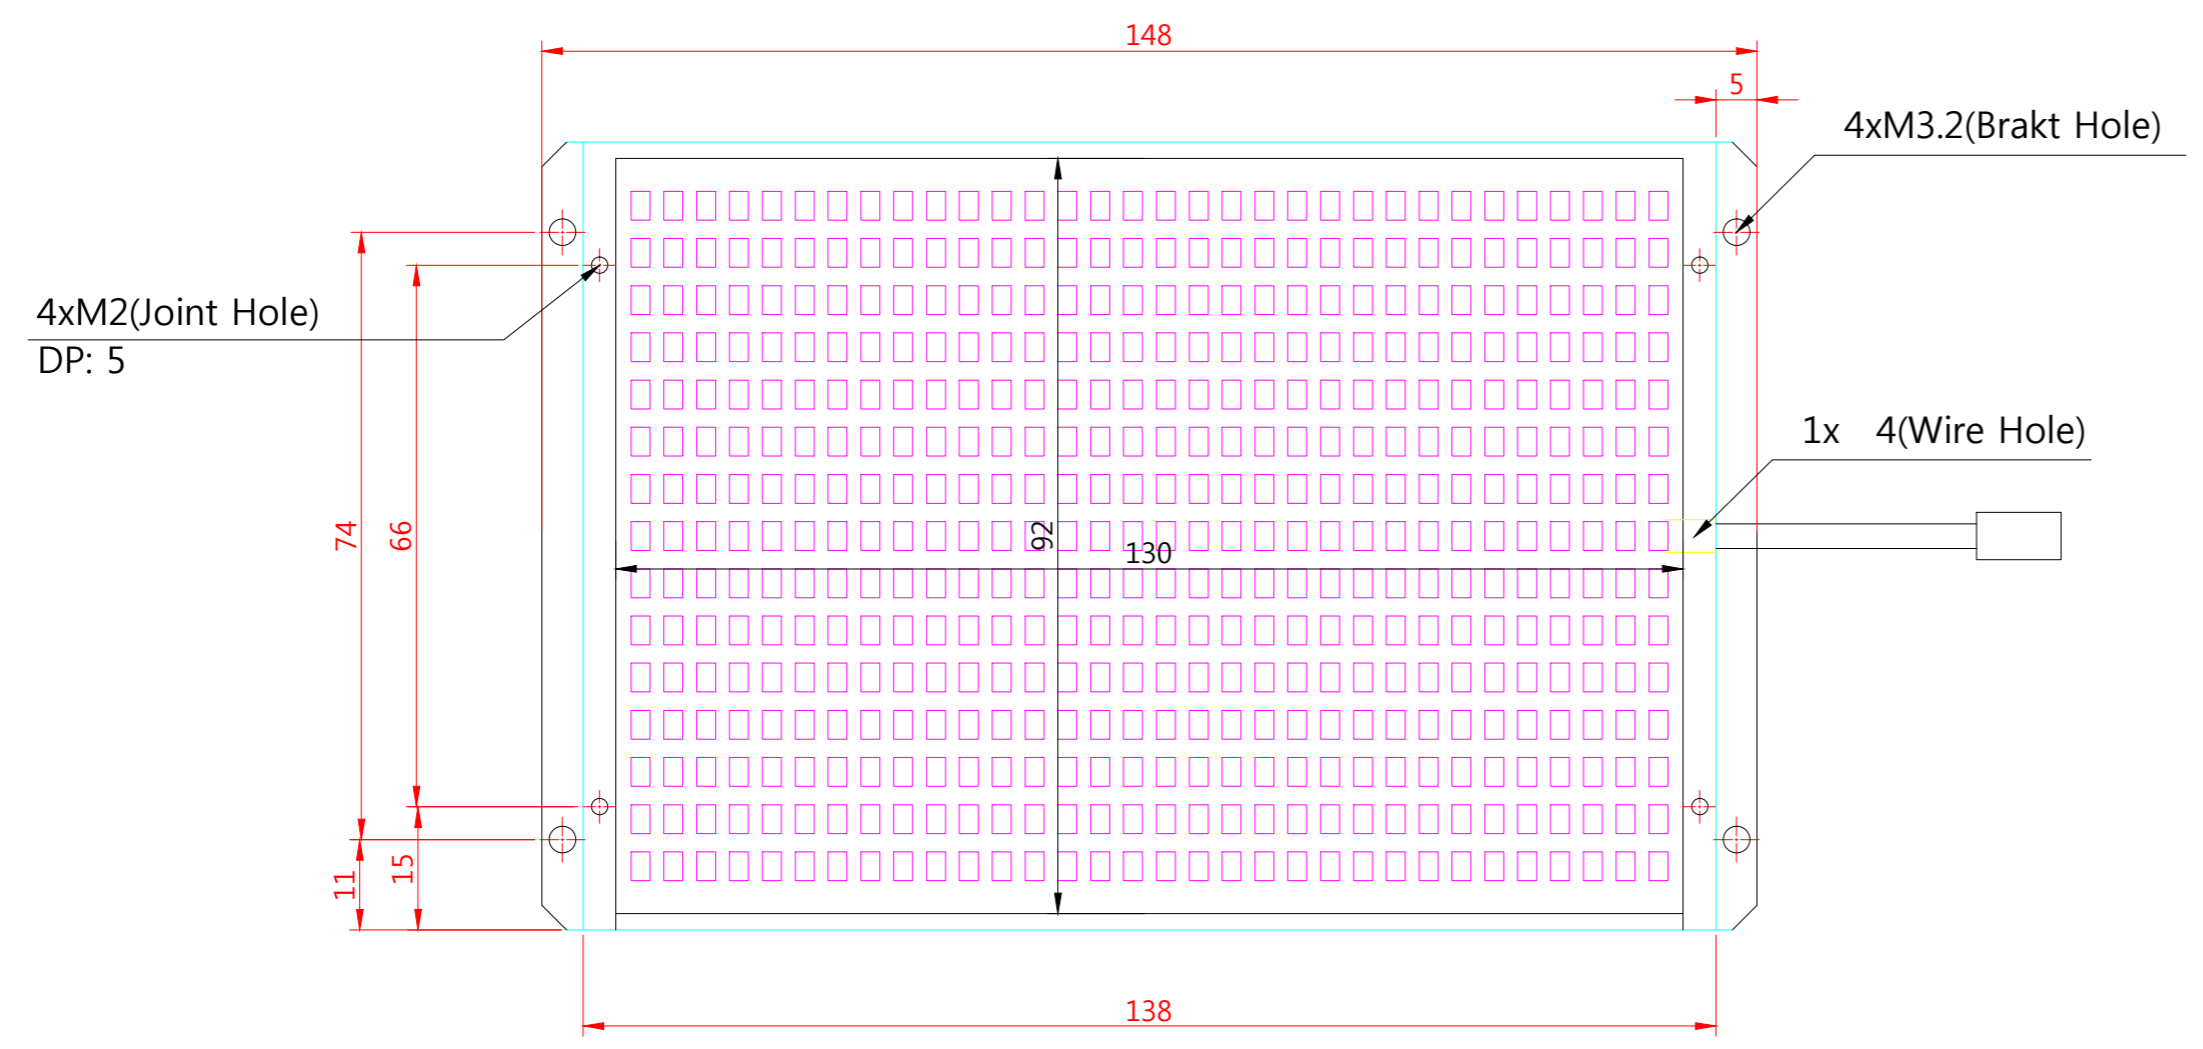 148
5
4xM3.2(Brakt Hole)
4xM2(Joint Hole)
DP: 5
1x 4(Wire Hole)
74
66
92
130
11
15
138